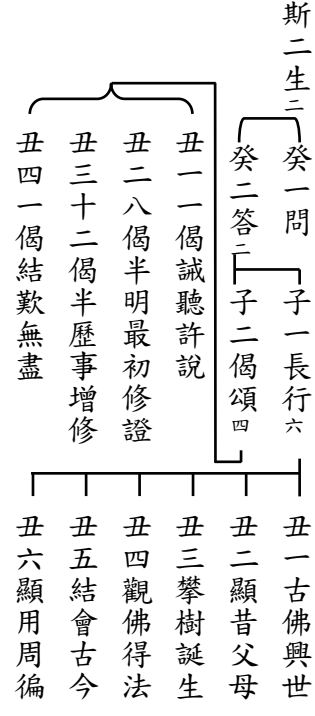 斯二生二
癸一問
癸二答二
子一長行六
子二偈頌四
丑一古佛興世
丑二顯昔父母
丑三攀樹誕生
丑四觀佛得法
丑五結會古今
丑六顯用周徧
丑一一偈誡聽許說
丑二八偈半明最初修證
丑三十二偈半歷事增修
丑四一偈結歎無盡